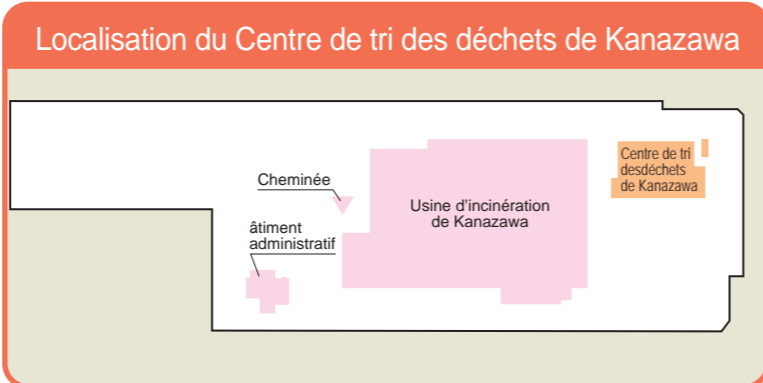 Localisation du Centre de tri des déchets de Kanazawa
Centre de tri
desdéchets
de Kanazawa
Cheminée
Usine d'incinération
de Kanazawa
âtiment
administratif